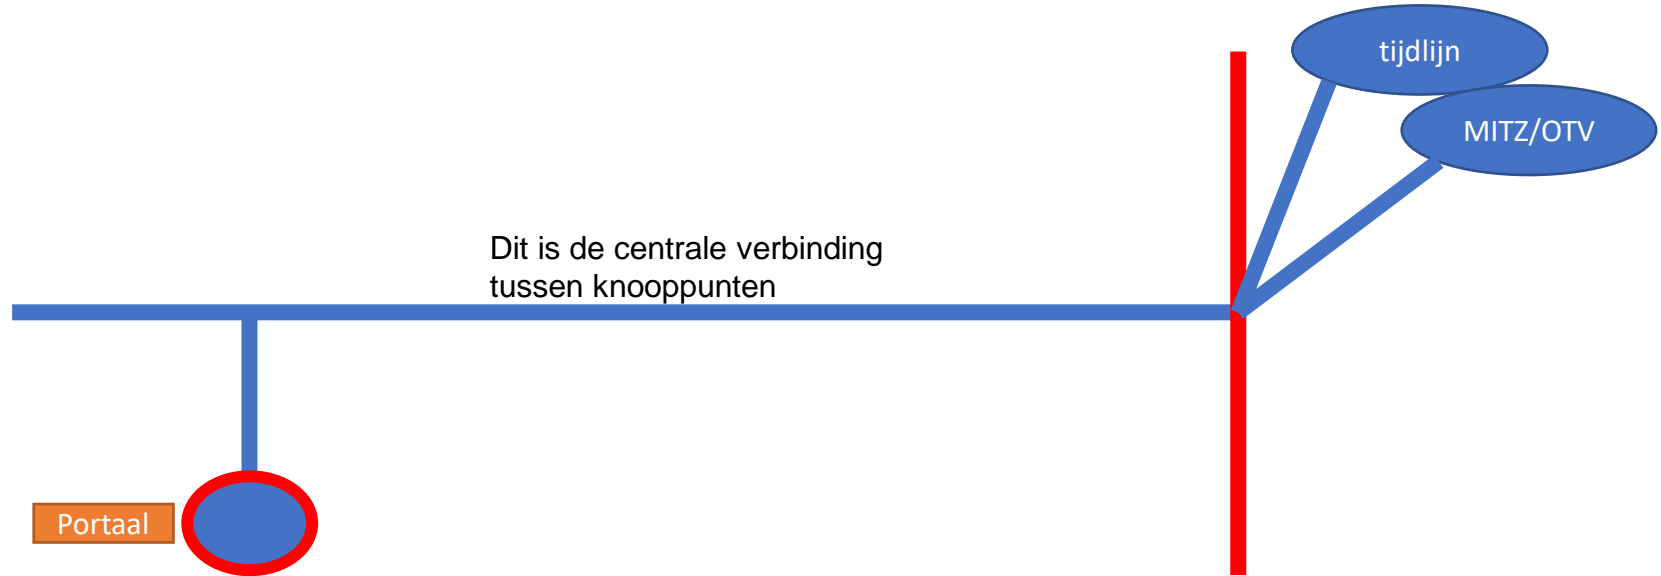 tijdlijn
MITZ/OTV
Dit is de centrale verbinding
tussen knooppunten
Portaal